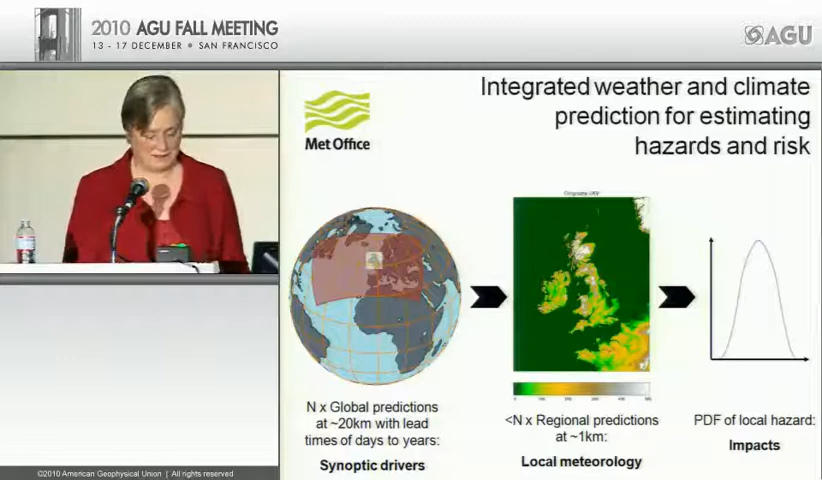 2010 AGU FALL MEETING
13 - 17 DECEMBER • SAN FRANCISCO
AGU
Integrated weather and climate
prediction for estimating
hazards and risk
Met Office
N x Global predictions
at ~20km with lead
times of days to years:
Synoptic drivers
<N x Regional predictions
at ~1km:
Local meteorology
PDF of local hazard:
Impacts
©2010 American Geophysical Union | All rights reserved